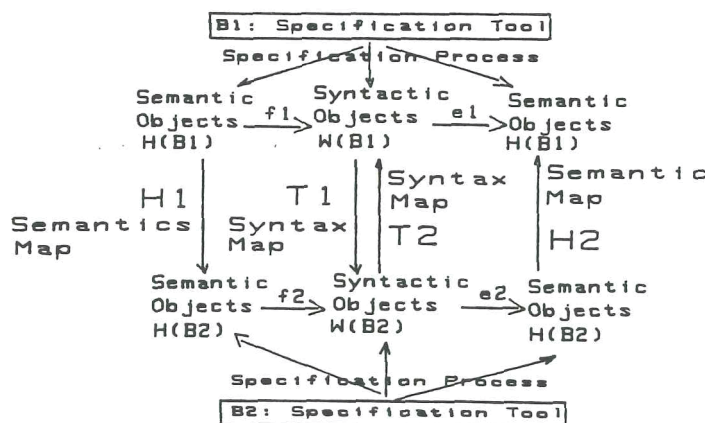 B1: Specification Tool
Specification Process
Semantic Objects H(B1)
f1
Syntactic Objects W(B1)
e1
Semantic Objects H(B1)
H1
Semantics Map
T1
Syntax Map
Syntax Map
T2
Semantic Map
H2
Semantic Objects H(B2)
f2
Syntactic Objects W(B2)
e2
Semantic Objects H(B2)
Specification Process
B2: Specification Tool